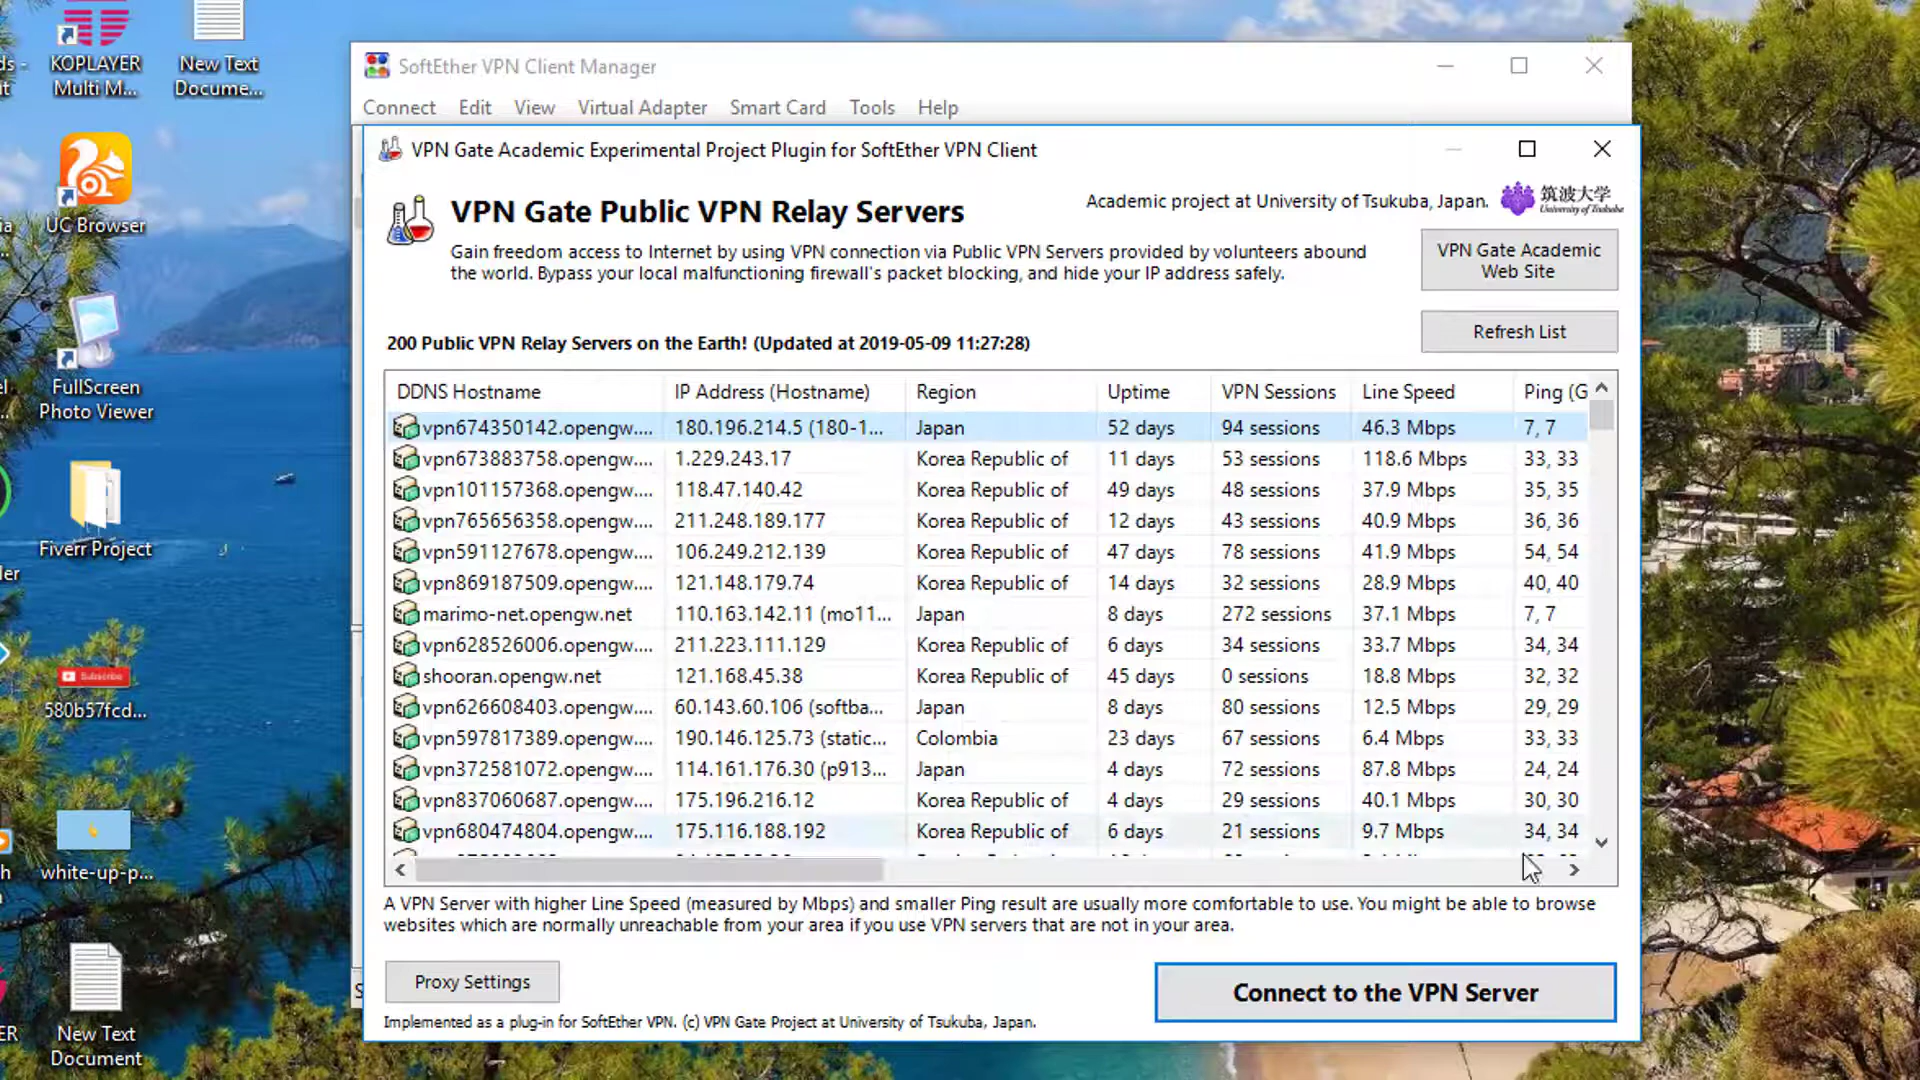 KOPLAYER
Multi M...
New Text
Docume...
UC Browser
FullScreen
Photo Viewer
Fiverr Project
Subscribe
580b57fcd...
white-up-p...
New Text
Document
SoftEther VPN Client Manager
Connect Edit View Virtual Adapter Smart Card Tools Help
VPN Gate Academic Experimental Project Plugin for SoftEther VPN Client
VPN Gate Public VPN Relay Servers
Academic project at University of Tsukuba, Japan.
筑波大学
University of Tsukuba
Gain freedom access to Internet by using VPN connection via Public VPN Servers provided by volunteers abound
the world. Bypass your local malfunctioning firewall's packet blocking, and hide your IP address safely.
VPN Gate Academic
Web Site
Refresh List
200 Public VPN Relay Servers on the Earth! (Updated at 2019-05-09 11:27:28)
DDNS Hostname IP Address (Hostname) Region Uptime VPN Sessions Line Speed Ping (G
vpn674350142.opengw.... 180.196.214.5 (180-1... Japan 52 days 94 sessions 46.3 Mbps 7, 7
vpn673883758.opengw.... 1.229.243.17 Korea Republic of 11 days 53 sessions 118.6 Mbps 33, 33
vpn101157368.opengw.... 118.47.140.42 Korea Republic of 49 days 48 sessions 37.9 Mbps 35, 35
vpn765656358.opengw.... 211.248.189.177 Korea Republic of 12 days 43 sessions 40.9 Mbps 36, 36
vpn591127678.opengw.... 106.249.212.139 Korea Republic of 47 days 78 sessions 41.9 Mbps 54, 54
vpn869187509.opengw.... 121.148.179.74 Korea Republic of 14 days 32 sessions 28.9 Mbps 40, 40
marimo-net.opengw.net 110.163.142.11 (mo11... Japan 8 days 272 sessions 37.1 Mbps 7, 7
vpn628526006.opengw.... 211.223.111.129 Korea Republic of 6 days 34 sessions 33.7 Mbps 34, 34
shooran.opengw.net 121.168.45.38 Korea Republic of 45 days 0 sessions 18.8 Mbps 32, 32
vpn626608403.opengw.... 60.143.60.106 (softba... Japan 8 days 80 sessions 12.5 Mbps 29, 29
vpn597817389.opengw.... 190.146.125.73 (static... Colombia 23 days 67 sessions 6.4 Mbps 33, 33
vpn372581072.opengw.... 114.161.176.30 (p913... Japan 4 days 72 sessions 87.8 Mbps 24, 24
vpn837060687.opengw.... 175.196.216.12 Korea Republic of 4 days 29 sessions 40.1 Mbps 30, 30
vpn680474804.opengw.... 175.116.188.192 Korea Republic of 6 days 21 sessions 9.7 Mbps 34, 34
A VPN Server with higher Line Speed (measured by Mbps) and smaller Ping result are usually more comfortable to use. You might be able to browse
websites which are normally unreachable from your area if you use VPN servers that are not in your area.
Proxy Settings
Connect to the VPN Server
Implemented as a plug-in for SoftEther VPN. (c) VPN Gate Project at University of Tsukuba, Japan.